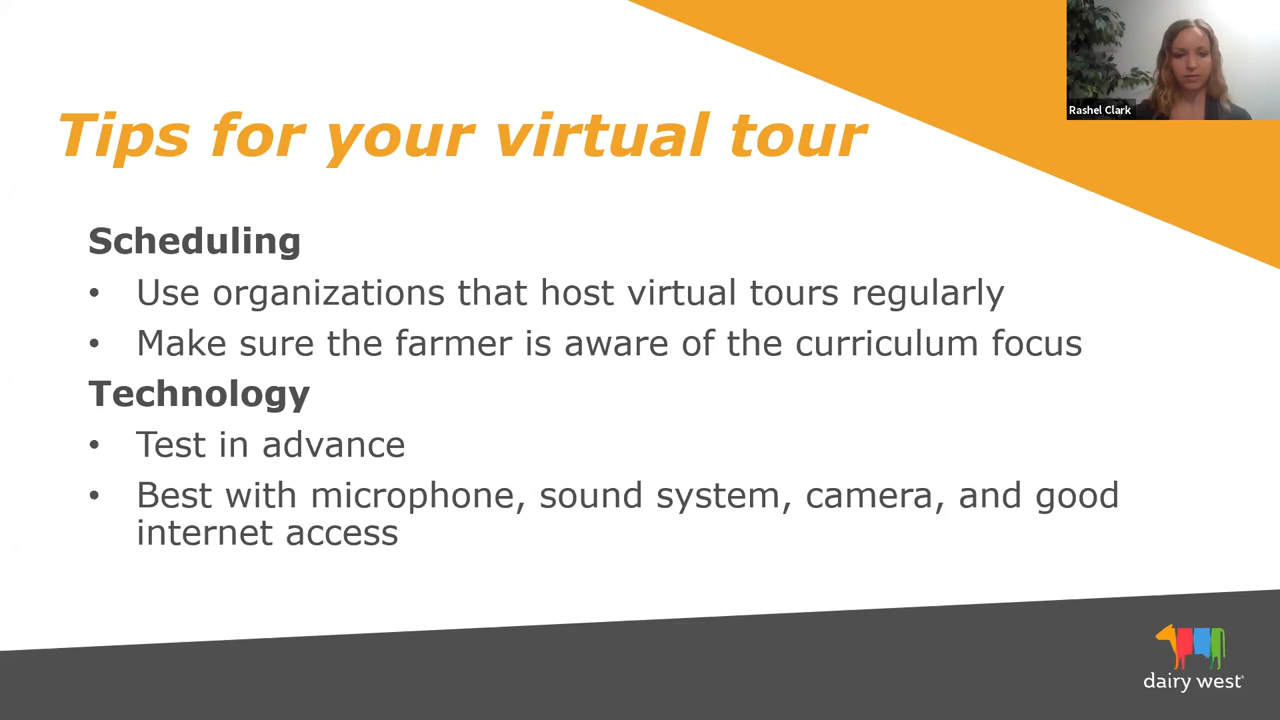 Rashel Clark
Tips for your virtual tour
Scheduling
• Use organizations that host virtual tours regularly
• Make sure the farmer is aware of the curriculum focus
Technology
• Test in advance
• Best with microphone, sound system, camera, and good
internet access
dairy west